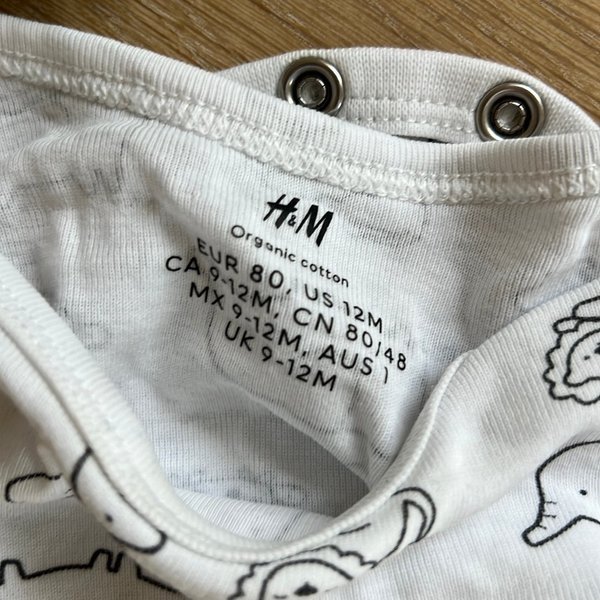 H&M
Organic cotton
EUR 80, US 12M
CA 9-12M, CN 80/48
MX 9-12M, AUS 1
UK 9-12M